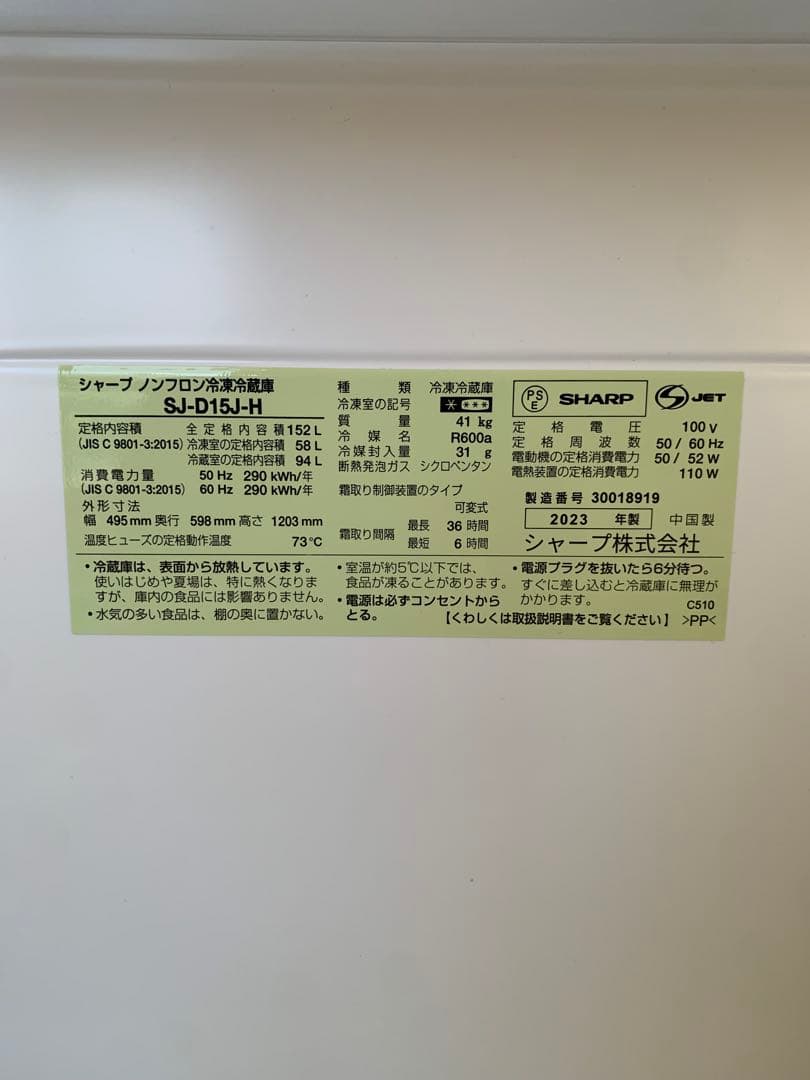 シャープ ノンフロン冷凍冷蔵庫
SJ-D15J-H
定格内容積 全定格内容積 152 L
(JIS C 9801-3:2015) 冷凍室の定格内容積 58 L
冷蔵室の定格内容積 94 L
消費電力量 50 Hz 290 kWh/年
(JIS C 9801-3:2015) 60 Hz 290 kWh/年
外形寸法
幅 495 mm 奥行 598 mm 高さ 1203 mm
温度ヒューズの定格動作温度 73℃
種類 冷凍冷蔵庫
冷凍室の記号 ＊＊＊＊
質量 41 kg
冷媒名 R600a
冷媒封入量 31 g
断熱発泡ガス シクロペンタン
霜取り制御装置のタイプ
可変式
霜取り間隔 最長 36 時間
最短 6 時間
PSE SHARP S JET
定格電圧 100 V
定格周波数 50 / 60 Hz
電動機の定格消費電力 50 / 52 W
電熱装置の定格消費電力 110 W
製造番号 30018919
2023 年製 中国製
シャープ株式会社
・冷蔵庫は、表面から放熱しています。
使いはじめや夏場は、特に熱くなりま
すが、庫内の食品には影響ありません。
・水気の多い食品は、棚の奥に置かない。
・室温が約5℃以下では、
食品が凍ることがあります。
・電源は必ずコンセントから
とる。
・電源プラグを抜いたら6分待つ。
すぐに差し込むと冷蔵庫に無理が
かかります。
C510
【くわしくは取扱説明書をご覧ください】 >PP<